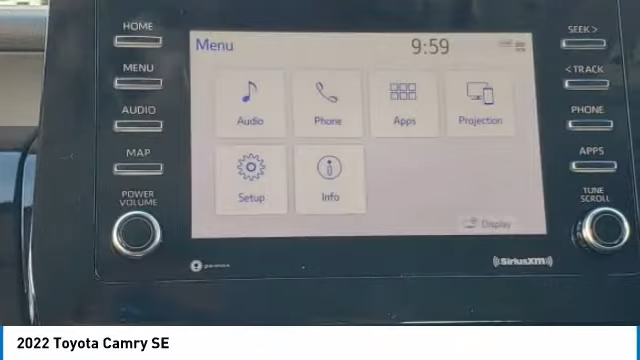 HOME
MENU
AUDIO
MAP
POWER
VOLUME
Menu
9:59
Audio
Phone
Apps
Projection
Setup
Info
Display
SEEK >
< TRACK
PHONE
APPS
TUNE
SCROLL
SiriusXM
2022 Toyota Camry SE